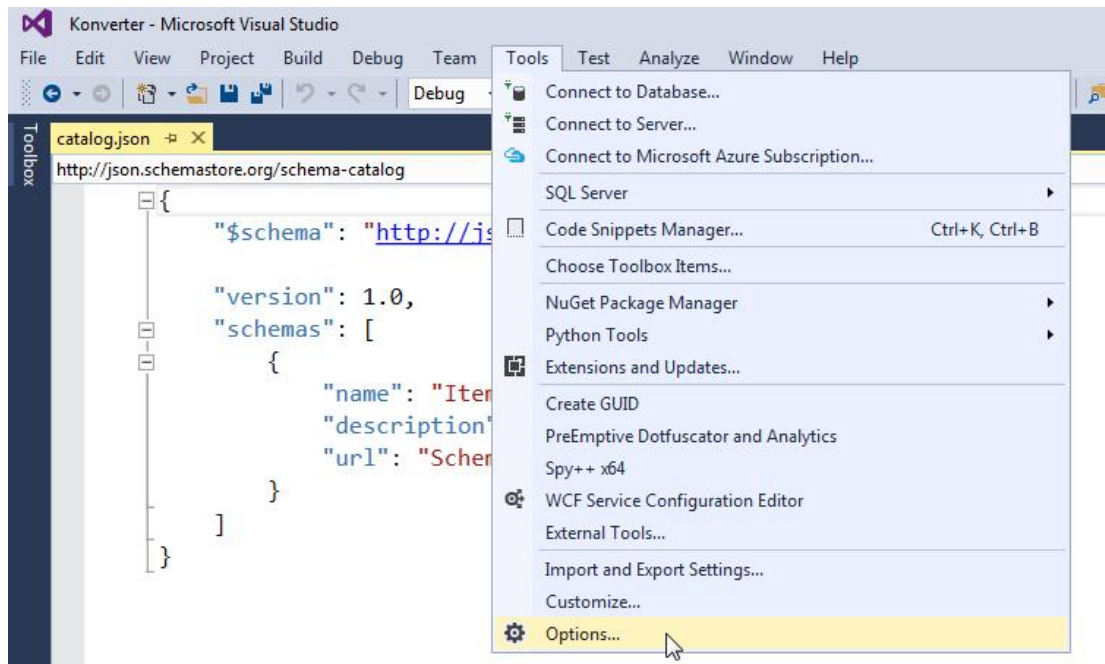 Konverter - Microsoft Visual Studio
File Edit View Project Build Debug Team Tools Test Analyze Window Help
Debug
Toolbox
catalog.json
http://json.schemastore.org/schema-catalog
{
"$schema": "http://js
"version": 1.0,
"schemas": [
{
"name": "Item
"description"
"url": "Schem
}
]
}
Connect to Database...
Connect to Server...
Connect to Microsoft Azure Subscription...
SQL Server
Code Snippets Manager... Ctrl+K, Ctrl+B
Choose Toolbox Items...
NuGet Package Manager
Python Tools
Extensions and Updates...
Create GUID
PreEmptive Dotfuscator and Analytics
Spy++ x64
WCF Service Configuration Editor
External Tools...
Import and Export Settings...
Customize...
Options...